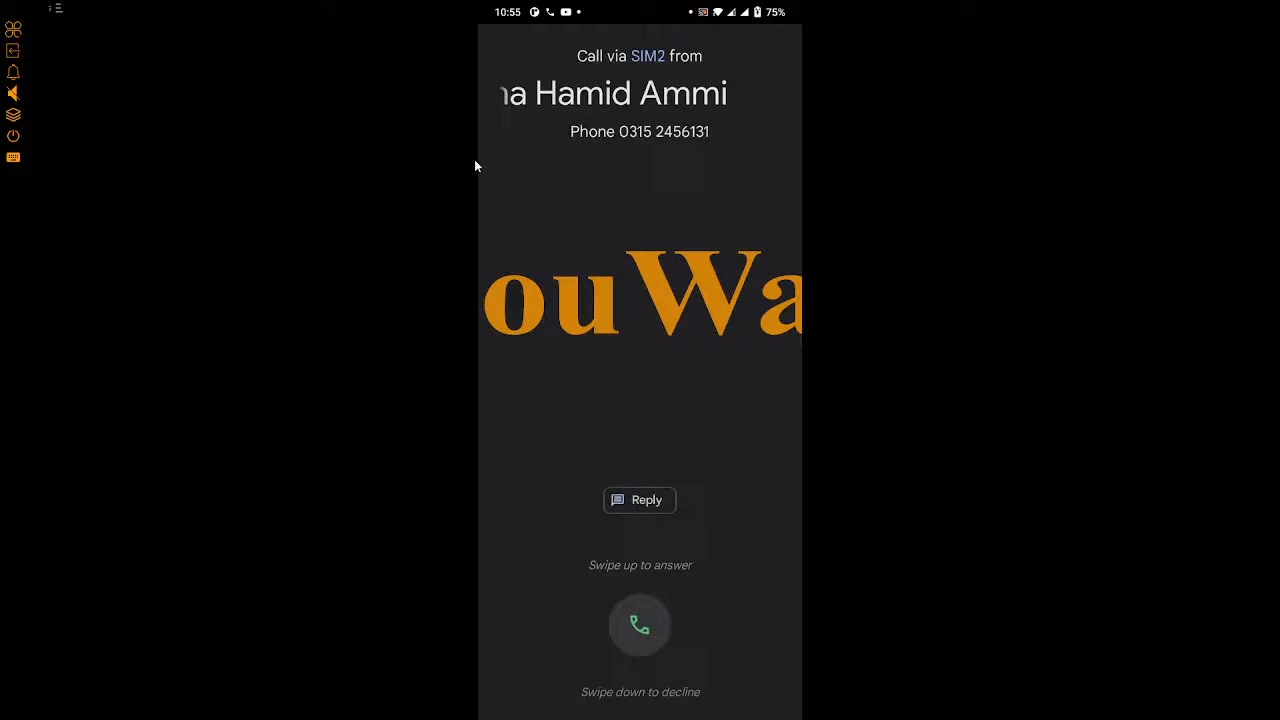 10:55
75%
Call via SIM2 from
na Hamid Ammi
Phone 0315 2456131
ouWa
Reply
Swipe up to answer
Swipe down to decline